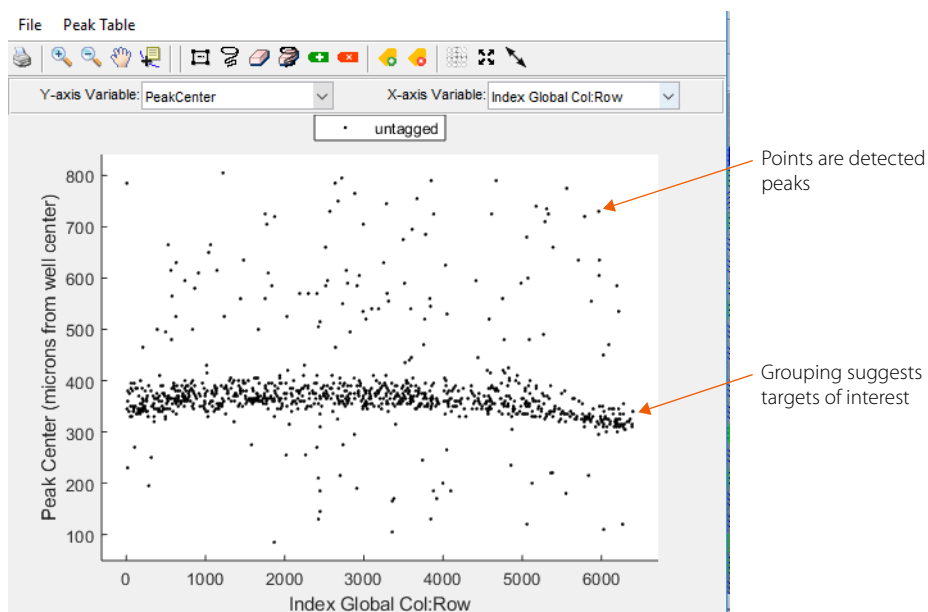 File Peak Table
Y-axis Variable: PeakCenter X-axis Variable: Index Global Col:Row
untagged
Points are detected
peaks
Grouping suggests
targets of interest
Peak Center (microns from well center)
800
700
600
500
400
300
200
100
0 1000 2000 3000 4000 5000 6000
Index Global Col:Row